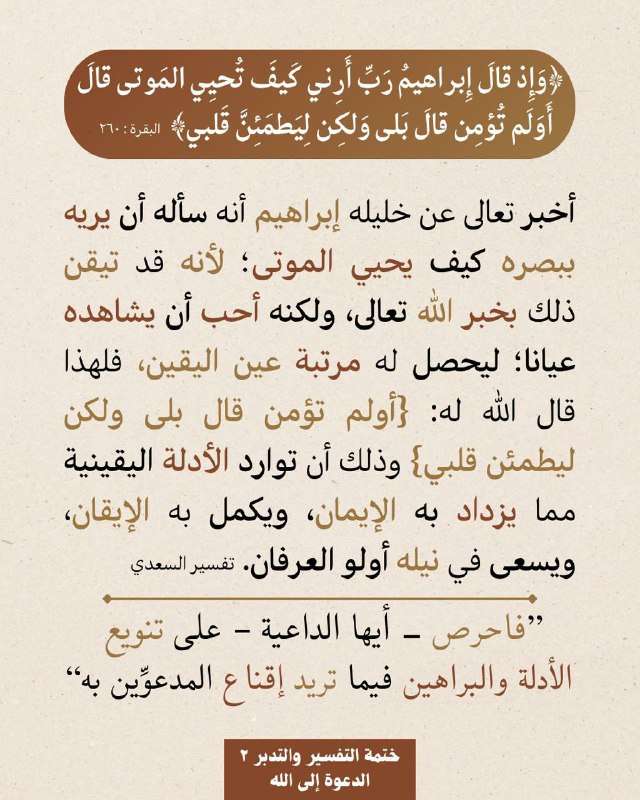 ﴿وَإِذ قالَ إِبراهيمُ رَبِّ أَرِني كَيفَ تُحيِي المَوتى قالَ
أَوَلَم تُؤمِن قالَ بَلى وَلكِن لِيَطمَئِنَّ قَلبي﴾ البقرة: ٢٦٠
أخبر تعالى عن خليله إبراهيم أنه سأله أن يريه
ببصره كيف يحيي الموتى؛ لأنه قد تيقن
ذلك بخبر الله تعالى، ولكنه أحب أن يشاهده
عيانا؛ ليحصل له مرتبة عين اليقين، فلهذا
قال الله له: {أولم تؤمن قال بلى ولكن
ليطمئن قلبي} وذلك أن توارد الأدلة اليقينية
مما يزداد به الإيمان، ويكمل به الإيقان،
ويسعى في نيله أولو العرفان. تفسير السعدي
”فاحرص – أيها الداعية – على تنويع
الأدلة والبراهين فيما تريد إقناع المدعوِّين به“
ختمة التفسير والتدبر ٢
الدعوة إلى الله